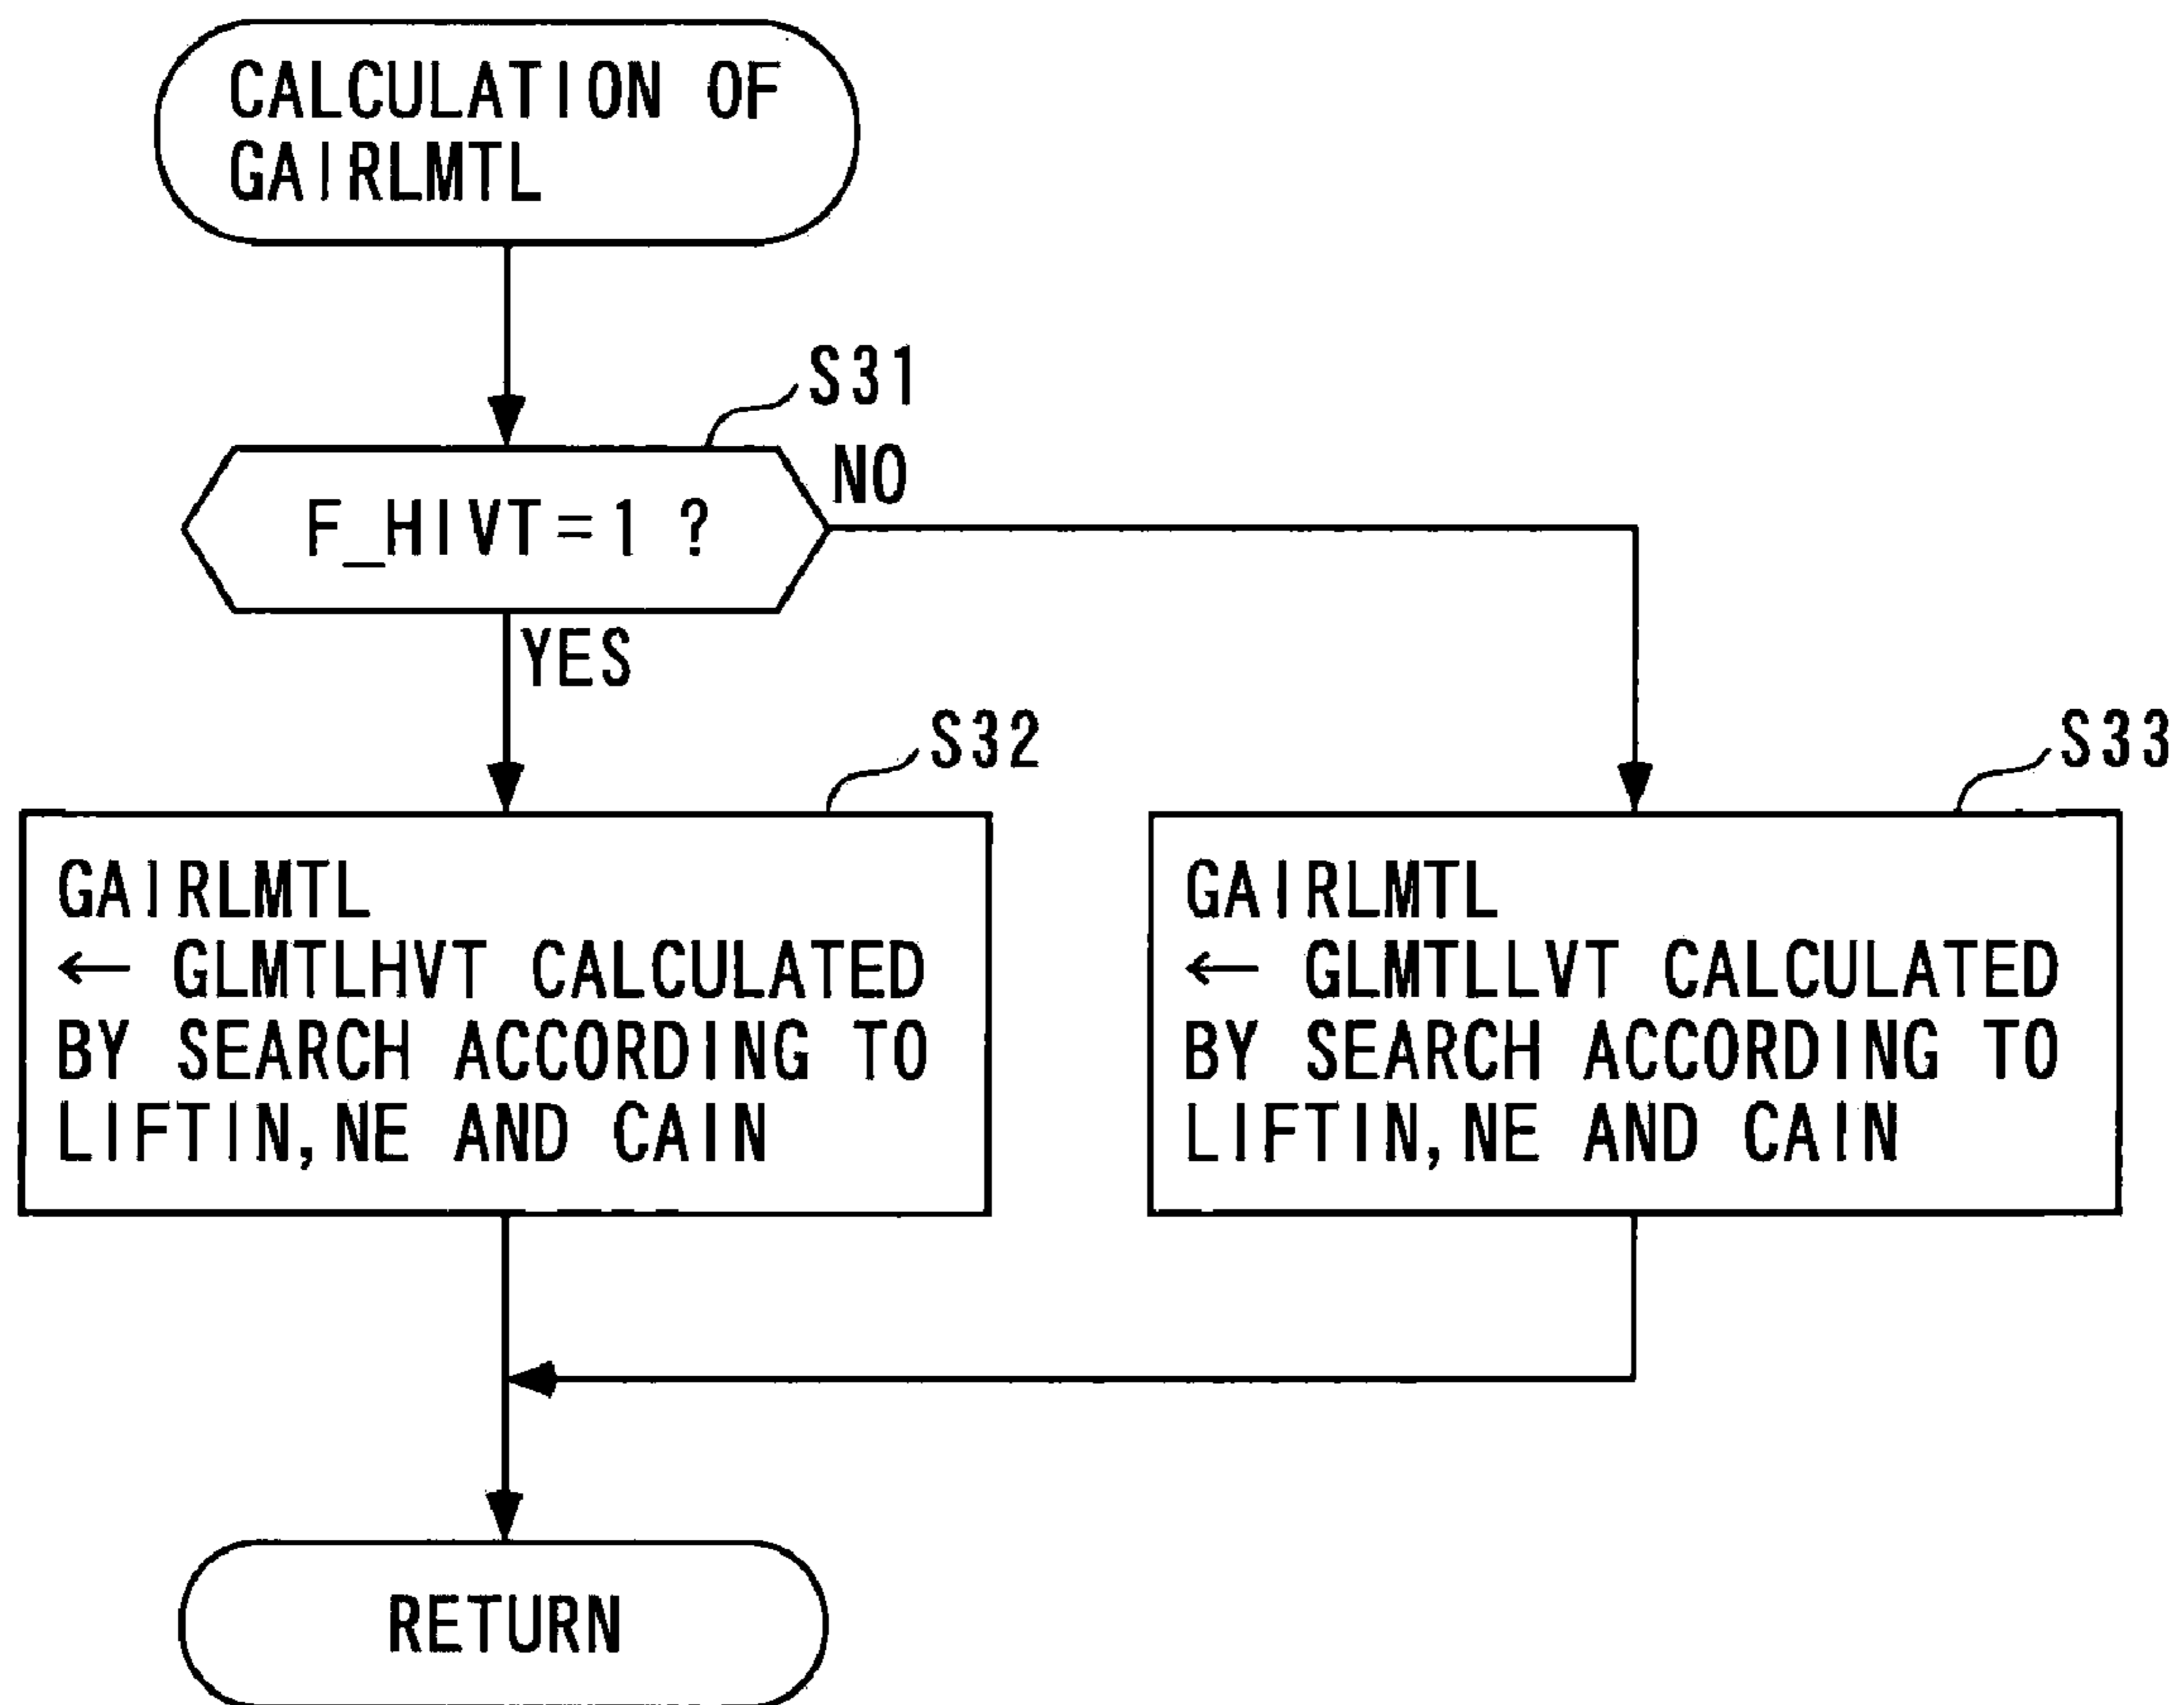 CALCULATION OF
GAIRLMTL
S31
F_HIVT=1 ?
NO
YES
S32
GAIRLMTL
← GLMTLHVT CALCULATED
BY SEARCH ACCORDING TO
LIFTIN, NE AND CAIN
S33
GAIRLMTL
← GLMTLLVT CALCULATED
BY SEARCH ACCORDING TO
LIFTIN, NE AND CAIN
RETURN